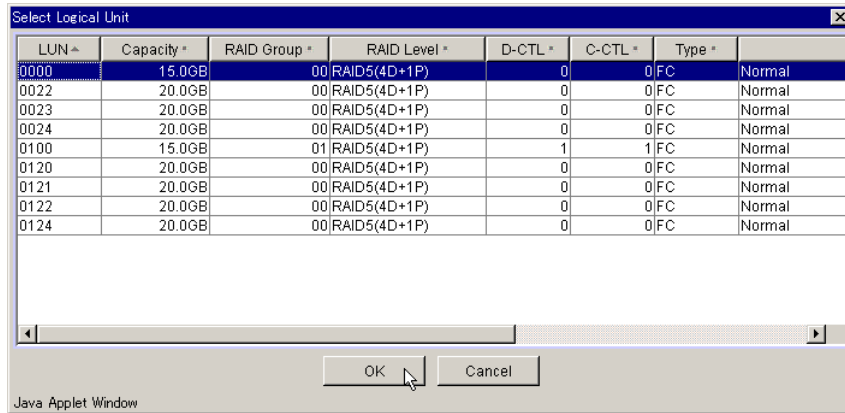 Select Logical Unit
LUN Capacity RAID Group RAID Level D-CTL C-CTL Type
0000 15.0GB 00 RAID5(4D+1P) 0 0 FC Normal
0022 20.0GB 00 RAID5(4D+1P) 0 0 FC Normal
0023 20.0GB 00 RAID5(4D+1P) 0 0 FC Normal
0024 20.0GB 00 RAID5(4D+1P) 0 0 FC Normal
0100 15.0GB 01 RAID5(4D+1P) 1 1 FC Normal
0120 20.0GB 00 RAID5(4D+1P) 0 0 FC Normal
0121 20.0GB 00 RAID5(4D+1P) 0 0 FC Normal
0122 20.0GB 00 RAID5(4D+1P) 0 0 FC Normal
0124 20.0GB 00 RAID5(4D+1P) 0 0 FC Normal
OK Cancel
Java Applet Window